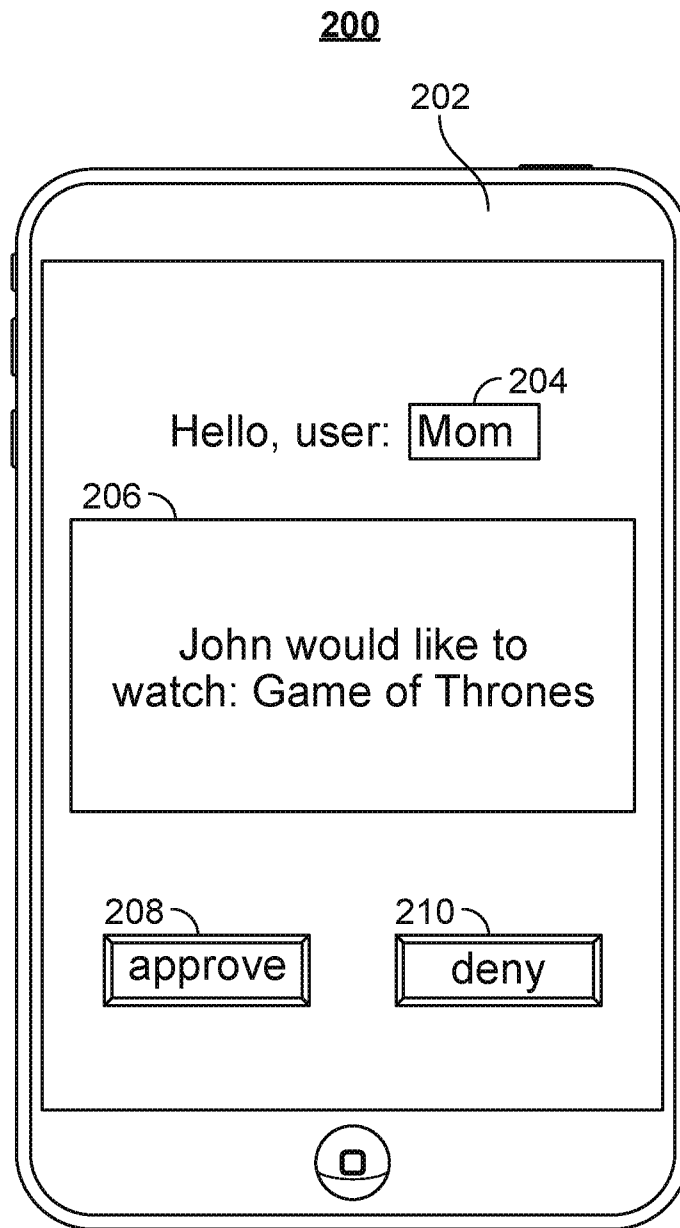 200
202
204
Hello, user: Mom
206
John would like to
watch: Game of Thrones
208
210
approve
deny